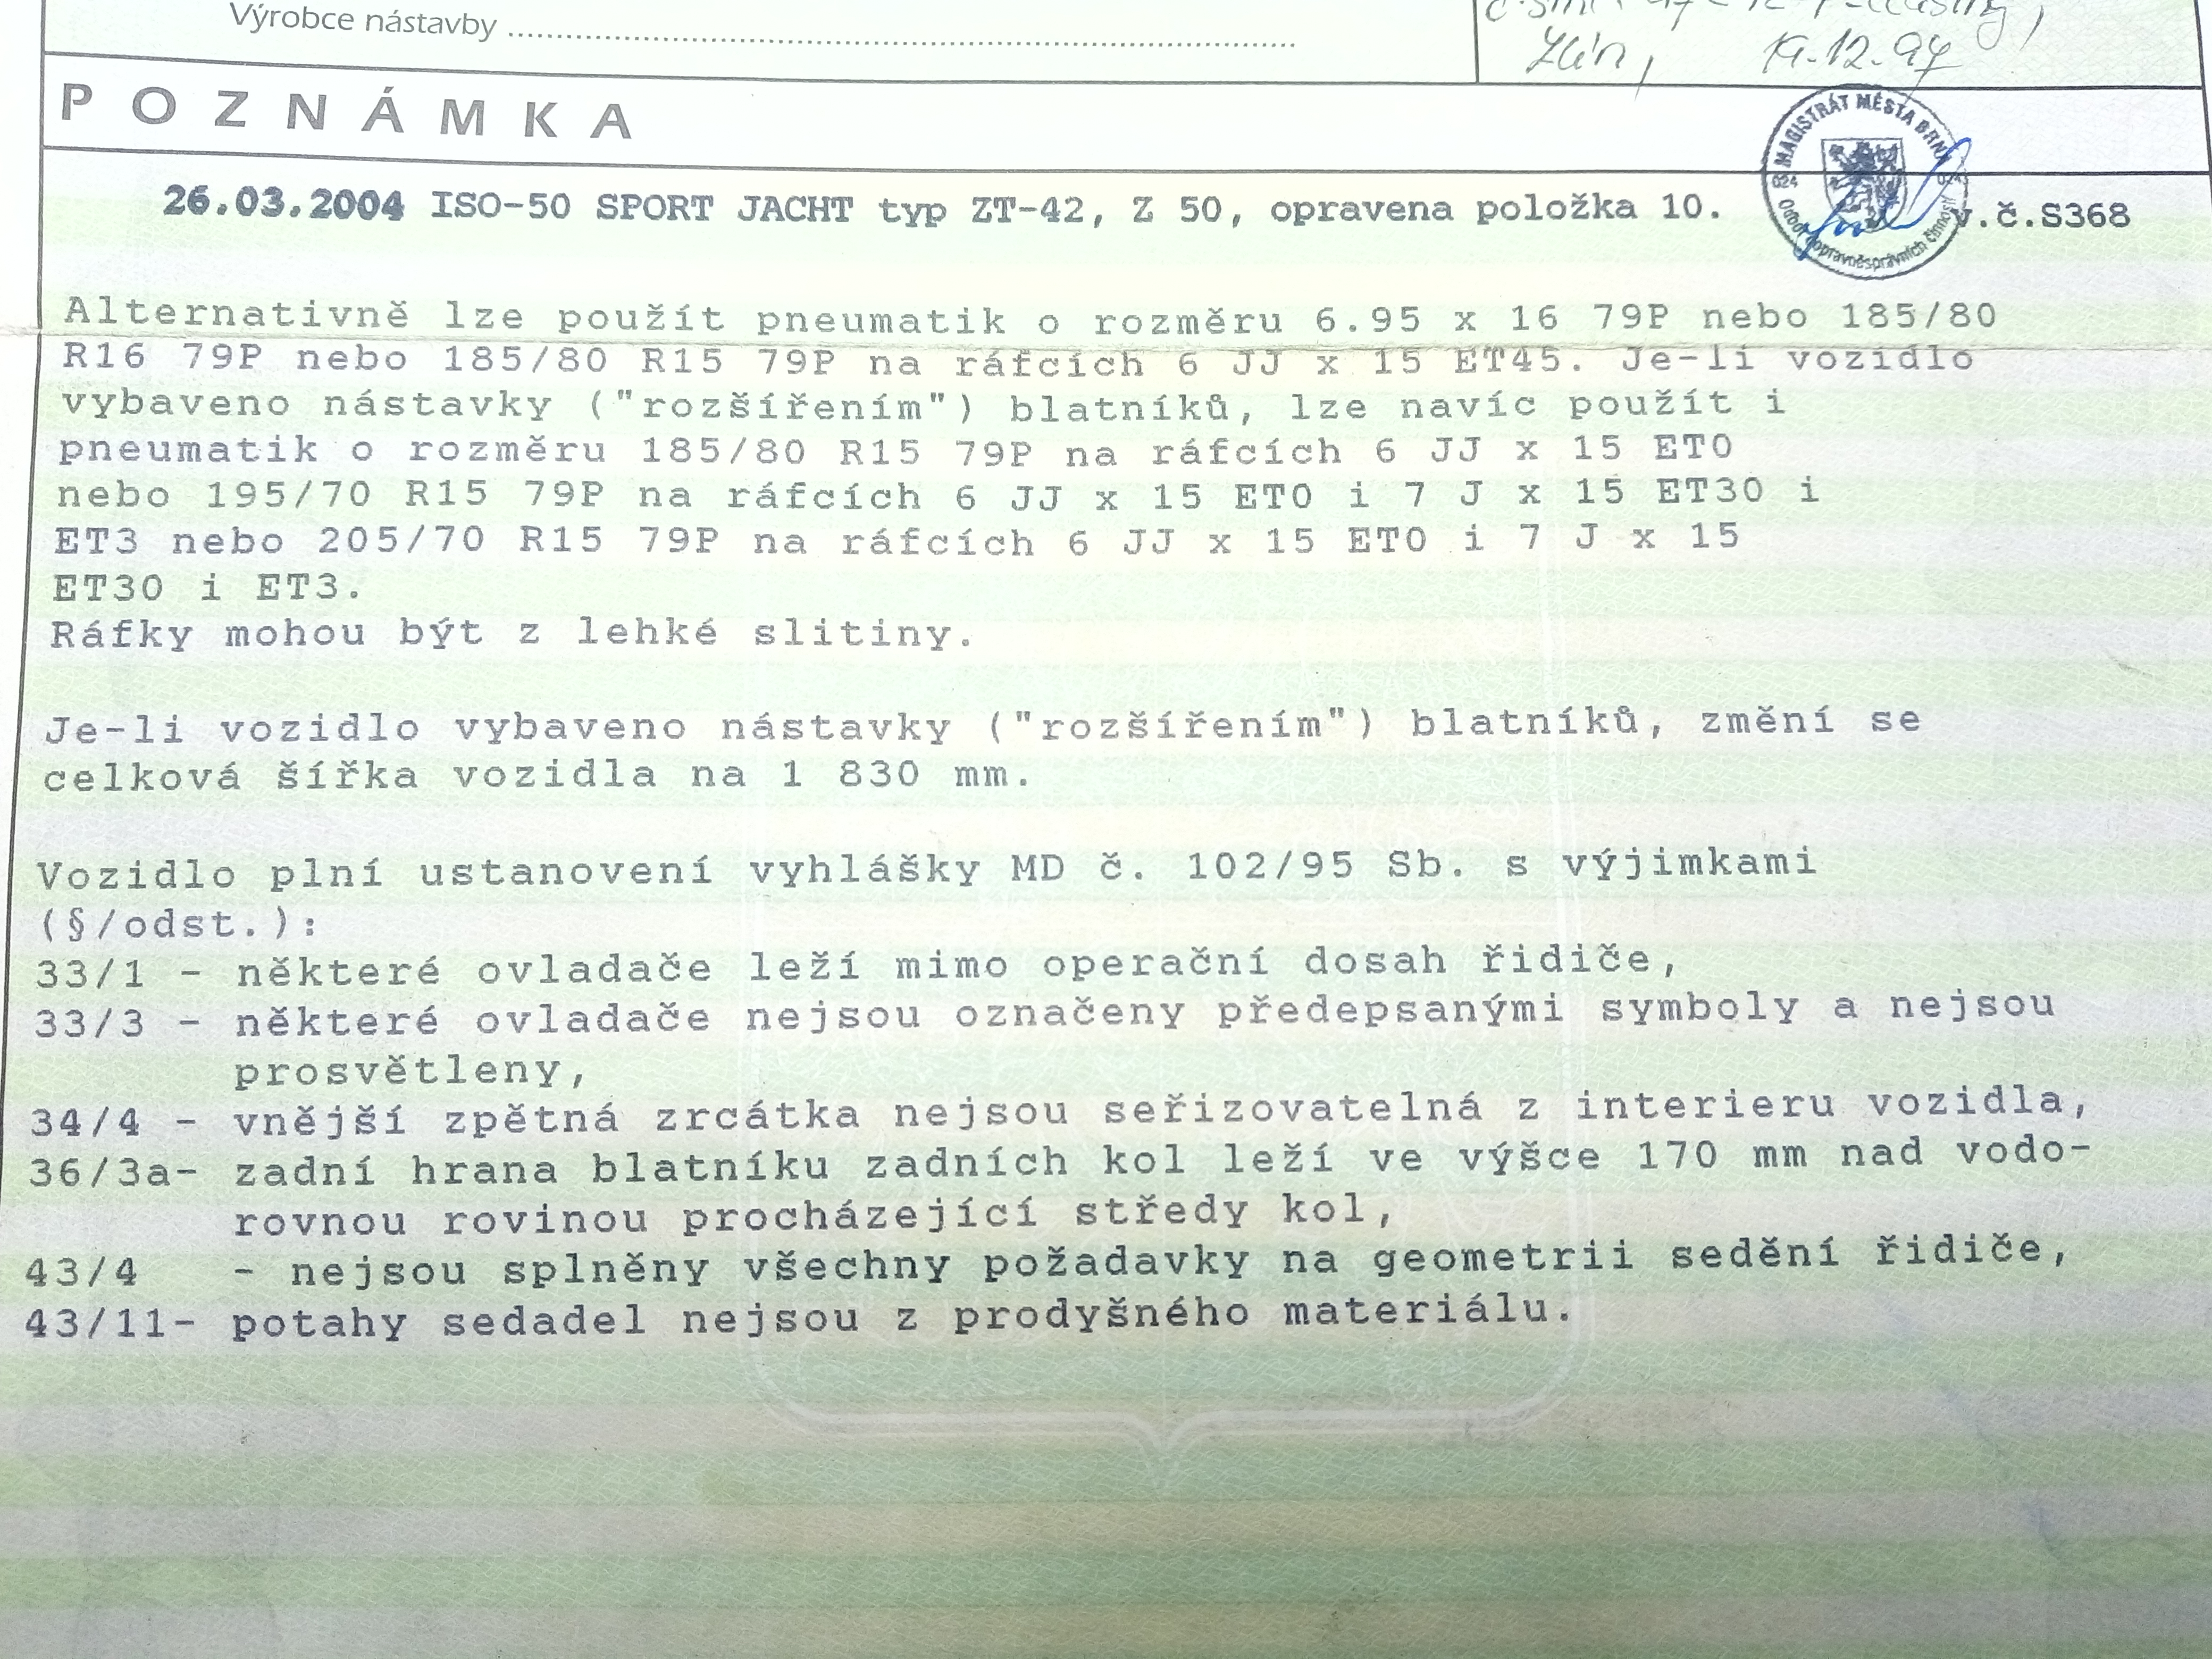 Výrobce nástavby
Zlín, 19.12.97
POZNÁMKA
MAGISTRÁT MĚSTA BRNA
024
Odbor dopravněsprávních činností
26.03.2004 ISO-50 SPORT JACHT typ ZT-42, Z 50, opravena položka 10. v.č.S368
Alternativně lze použít pneumatik o rozměru 6.95 x 16 79P nebo 185/80
R16 79P nebo 185/80 R15 79P na ráfcích 6 JJ x 15 ET45. Je-li vozidlo
vybaveno nástavky ("rozšířením") blatníků, lze navíc použít i
pneumatik o rozměru 185/80 R15 79P na ráfcích 6 JJ x 15 ET0
nebo 195/70 R15 79P na ráfcích 6 JJ x 15 ET0 i 7 J x 15 ET30 i
ET3 nebo 205/70 R15 79P na ráfcích 6 JJ x 15 ET0 i 7 J x 15
ET30 i ET3.
Ráfky mohou být z lehké slitiny.
Je-li vozidlo vybaveno nástavky ("rozšířením") blatníků, změní se
celková šířka vozidla na 1 830 mm.
Vozidlo plní ustanovení vyhlášky MD č. 102/95 Sb. s výjimkami
(§/odst.):
33/1 - některé ovladače leží mimo operační dosah řidiče,
33/3 - některé ovladače nejsou označeny předepsanými symboly a nejsou
prosvětleny,
34/4 - vnější zpětná zrcátka nejsou seřizovatelná z interieru vozidla,
36/3a- zadní hrana blatníku zadních kol leží ve výšce 170 mm nad vodo-
rovnou rovinou procházející středy kol,
43/4 - nejsou splněny všechny požadavky na geometrii sedění řidiče,
43/11- potahy sedadel nejsou z prodyšného materiálu.